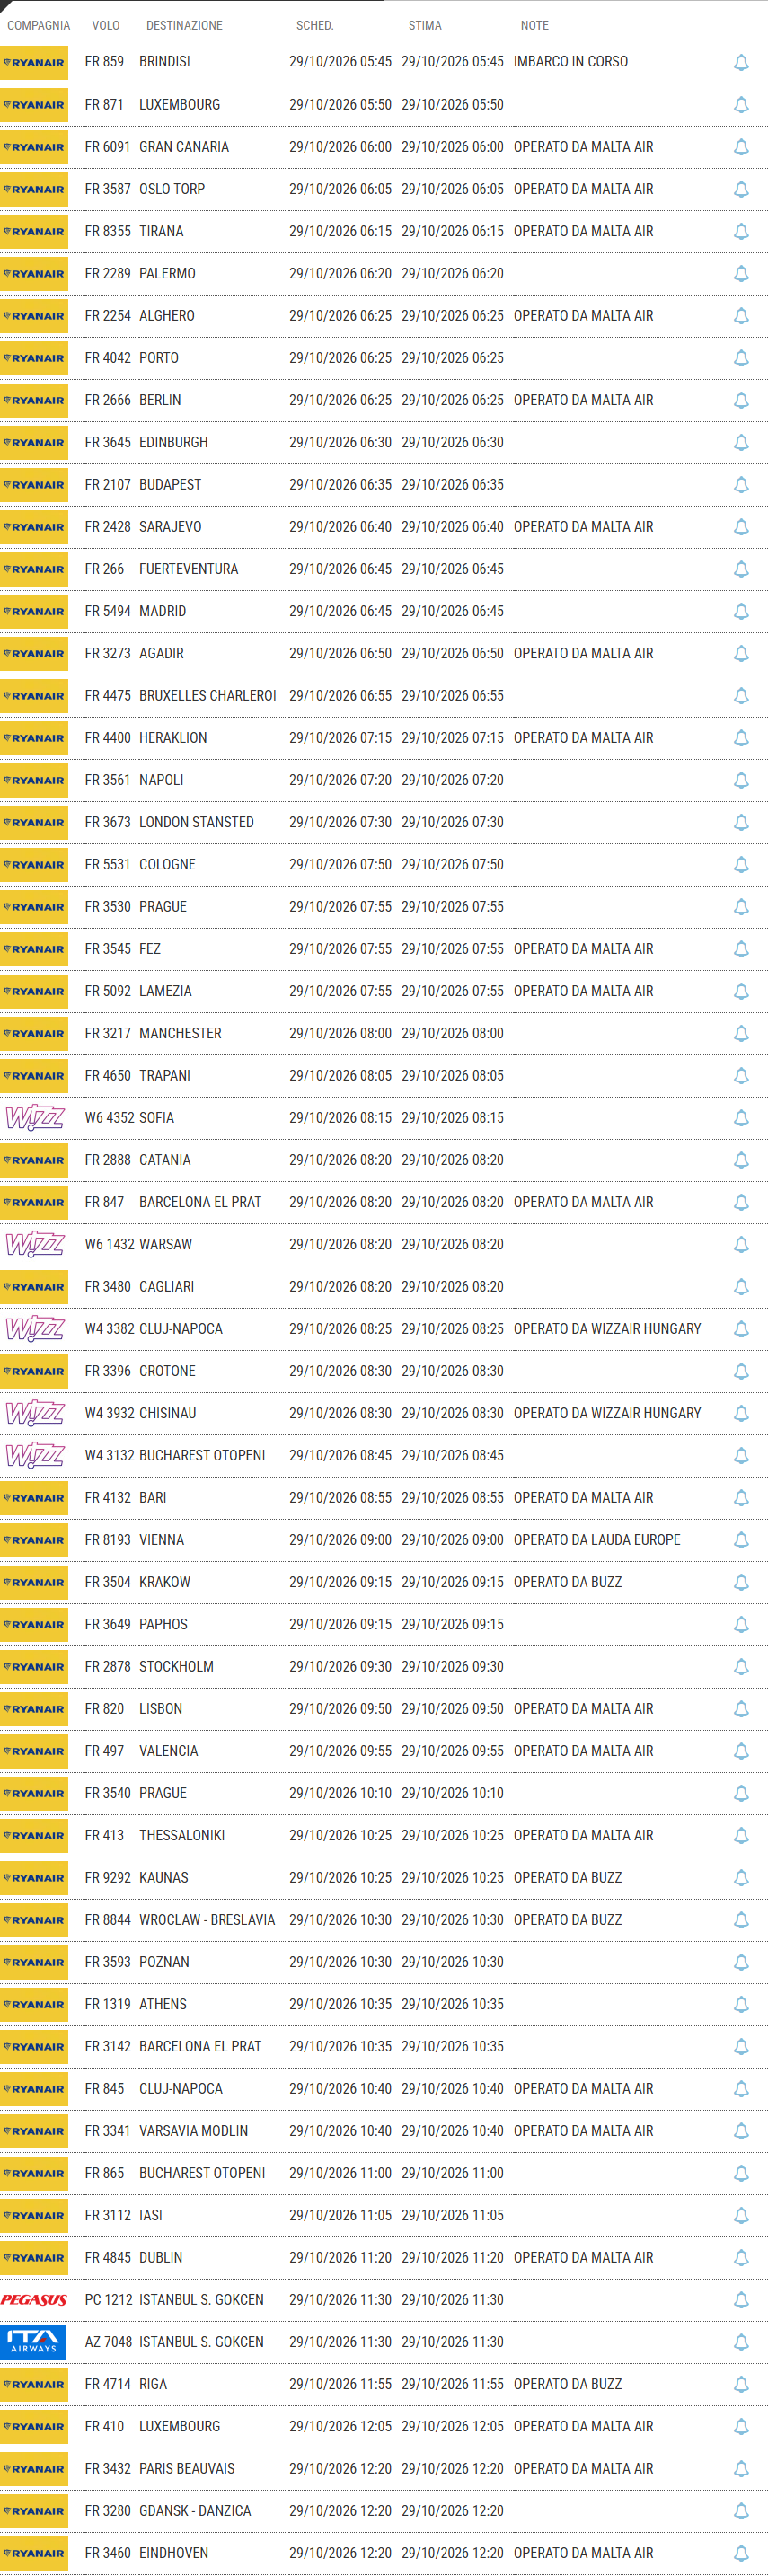 COMPAGNIA VOLO DESTINAZIONE SCHED. STIMA NOTE
RYANAIR FR 859 BRINDISI 29/10/2026 05:45 29/10/2026 05:45 IMBARCO IN CORSO
RYANAIR FR 871 LUXEMBOURG 29/10/2026 05:50 29/10/2026 05:50
RYANAIR FR 6091 GRAN CANARIA 29/10/2026 06:00 29/10/2026 06:00 OPERATO DA MALTA AIR
RYANAIR FR 3587 OSLO TORP 29/10/2026 06:05 29/10/2026 06:05 OPERATO DA MALTA AIR
RYANAIR FR 8355 TIRANA 29/10/2026 06:15 29/10/2026 06:15 OPERATO DA MALTA AIR
RYANAIR FR 2289 PALERMO 29/10/2026 06:20 29/10/2026 06:20
RYANAIR FR 2254 ALGHERO 29/10/2026 06:25 29/10/2026 06:25 OPERATO DA MALTA AIR
RYANAIR FR 4042 PORTO 29/10/2026 06:25 29/10/2026 06:25
RYANAIR FR 2666 BERLIN 29/10/2026 06:25 29/10/2026 06:25 OPERATO DA MALTA AIR
RYANAIR FR 3645 EDINBURGH 29/10/2026 06:30 29/10/2026 06:30
RYANAIR FR 2107 BUDAPEST 29/10/2026 06:35 29/10/2026 06:35
RYANAIR FR 2428 SARAJEVO 29/10/2026 06:40 29/10/2026 06:40 OPERATO DA MALTA AIR
RYANAIR FR 266 FUERTEVENTURA 29/10/2026 06:45 29/10/2026 06:45
RYANAIR FR 5494 MADRID 29/10/2026 06:45 29/10/2026 06:45
RYANAIR FR 3273 AGADIR 29/10/2026 06:50 29/10/2026 06:50 OPERATO DA MALTA AIR
RYANAIR FR 4475 BRUXELLES CHARLEROI 29/10/2026 06:55 29/10/2026 06:55
RYANAIR FR 4400 HERAKLION 29/10/2026 07:15 29/10/2026 07:15 OPERATO DA MALTA AIR
RYANAIR FR 3561 NAPOLI 29/10/2026 07:20 29/10/2026 07:20
RYANAIR FR 3673 LONDON STANSTED 29/10/2026 07:30 29/10/2026 07:30
RYANAIR FR 5531 COLOGNE 29/10/2026 07:50 29/10/2026 07:50
RYANAIR FR 3530 PRAGUE 29/10/2026 07:55 29/10/2026 07:55
RYANAIR FR 3545 FEZ 29/10/2026 07:55 29/10/2026 07:55 OPERATO DA MALTA AIR
RYANAIR FR 5092 LAMEZIA 29/10/2026 07:55 29/10/2026 07:55 OPERATO DA MALTA AIR
RYANAIR FR 3217 MANCHESTER 29/10/2026 08:00 29/10/2026 08:00
RYANAIR FR 4650 TRAPANI 29/10/2026 08:05 29/10/2026 08:05
WIZZ W6 4352 SOFIA 29/10/2026 08:15 29/10/2026 08:15
RYANAIR FR 2888 CATANIA 29/10/2026 08:20 29/10/2026 08:20
RYANAIR FR 847 BARCELONA EL PRAT 29/10/2026 08:20 29/10/2026 08:20 OPERATO DA MALTA AIR
WIZZ W6 1432 WARSAW 29/10/2026 08:20 29/10/2026 08:20
RYANAIR FR 3480 CAGLIARI 29/10/2026 08:20 29/10/2026 08:20
WIZZ W4 3382 CLUJ-NAPOCA 29/10/2026 08:25 29/10/2026 08:25 OPERATO DA WIZZAIR HUNGARY
RYANAIR FR 3396 CROTONE 29/10/2026 08:30 29/10/2026 08:30
WIZZ W4 3932 CHISINAU 29/10/2026 08:30 29/10/2026 08:30 OPERATO DA WIZZAIR HUNGARY
WIZZ W4 3132 BUCHAREST OTOPENI 29/10/2026 08:45 29/10/2026 08:45
RYANAIR FR 4132 BARI 29/10/2026 08:55 29/10/2026 08:55 OPERATO DA MALTA AIR
RYANAIR FR 8193 VIENNA 29/10/2026 09:00 29/10/2026 09:00 OPERATO DA LAUDA EUROPE
RYANAIR FR 3504 KRAKOW 29/10/2026 09:15 29/10/2026 09:15 OPERATO DA BUZZ
RYANAIR FR 3649 PAPHOS 29/10/2026 09:15 29/10/2026 09:15
RYANAIR FR 2878 STOCKHOLM 29/10/2026 09:30 29/10/2026 09:30
RYANAIR FR 820 LISBON 29/10/2026 09:50 29/10/2026 09:50 OPERATO DA MALTA AIR
RYANAIR FR 497 VALENCIA 29/10/2026 09:55 29/10/2026 09:55 OPERATO DA MALTA AIR
RYANAIR FR 3540 PRAGUE 29/10/2026 10:10 29/10/2026 10:10
RYANAIR FR 413 THESSALONIKI 29/10/2026 10:25 29/10/2026 10:25 OPERATO DA MALTA AIR
RYANAIR FR 9292 KAUNAS 29/10/2026 10:25 29/10/2026 10:25 OPERATO DA BUZZ
RYANAIR FR 8844 WROCLAW - BRESLAVIA 29/10/2026 10:30 29/10/2026 10:30 OPERATO DA BUZZ
RYANAIR FR 3593 POZNAN 29/10/2026 10:30 29/10/2026 10:30
RYANAIR FR 1319 ATHENS 29/10/2026 10:35 29/10/2026 10:35
RYANAIR FR 3142 BARCELONA EL PRAT 29/10/2026 10:35 29/10/2026 10:35
RYANAIR FR 845 CLUJ-NAPOCA 29/10/2026 10:40 29/10/2026 10:40 OPERATO DA MALTA AIR
RYANAIR FR 3341 VARSAVIA MODLIN 29/10/2026 10:40 29/10/2026 10:40 OPERATO DA MALTA AIR
RYANAIR FR 865 BUCHAREST OTOPENI 29/10/2026 11:00 29/10/2026 11:00
RYANAIR FR 3112 IASI 29/10/2026 11:05 29/10/2026 11:05
RYANAIR FR 4845 DUBLIN 29/10/2026 11:20 29/10/2026 11:20 OPERATO DA MALTA AIR
PEGASUS PC 1212 ISTANBUL S. GOKCEN 29/10/2026 11:30 29/10/2026 11:30
ITA AIRWAYS AZ 7048 ISTANBUL S. GOKCEN 29/10/2026 11:30 29/10/2026 11:30
RYANAIR FR 4714 RIGA 29/10/2026 11:55 29/10/2026 11:55 OPERATO DA BUZZ
RYANAIR FR 410 LUXEMBOURG 29/10/2026 12:05 29/10/2026 12:05 OPERATO DA MALTA AIR
RYANAIR FR 3432 PARIS BEAUVAIS 29/10/2026 12:20 29/10/2026 12:20 OPERATO DA MALTA AIR
RYANAIR FR 3280 GDANSK - DANZICA 29/10/2026 12:20 29/10/2026 12:20
RYANAIR FR 3460 EINDHOVEN 29/10/2026 12:20 29/10/2026 12:20 OPERATO DA MALTA AIR